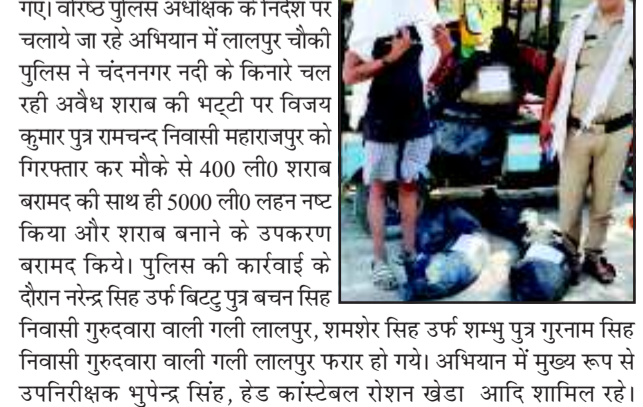 गए। वरिष्ठ पुलिस अधीक्षक के निर्देश पर
चलाये जा रहे अभियान में लालपुर चौकी
पुलिस ने चंदननगर नदी के किनारे चल
रही अवैध शराब की भट्टी पर विजय
कुमार पुत्र रामचन्द निवासी महाराजपुर को
गिरफ्तार कर मौके से 400 ली0 शराब
बरामद की साथ ही 5000 ली0 लहन नष्ट
किया और शराब बनाने के उपकरण
बरामद किये। पुलिस की कार्रवाई के
दौरान नरेन्द्र सिह उर्फ बिटटु पुत्र बचन सिह
निवासी गुरुदवारा वाली गली लालपुर, शमशेर सिह उर्फ शम्भु पुत्र गुरनाम सिह
निवासी गुरुदवारा वाली गली लालपुर फरार हो गये। अभियान में मुख्य रूप से
उपनिरीक्षक भुपेन्द्र सिंह, हेड कांस्टेबल रोशन खेडा आदि शामिल रहे।